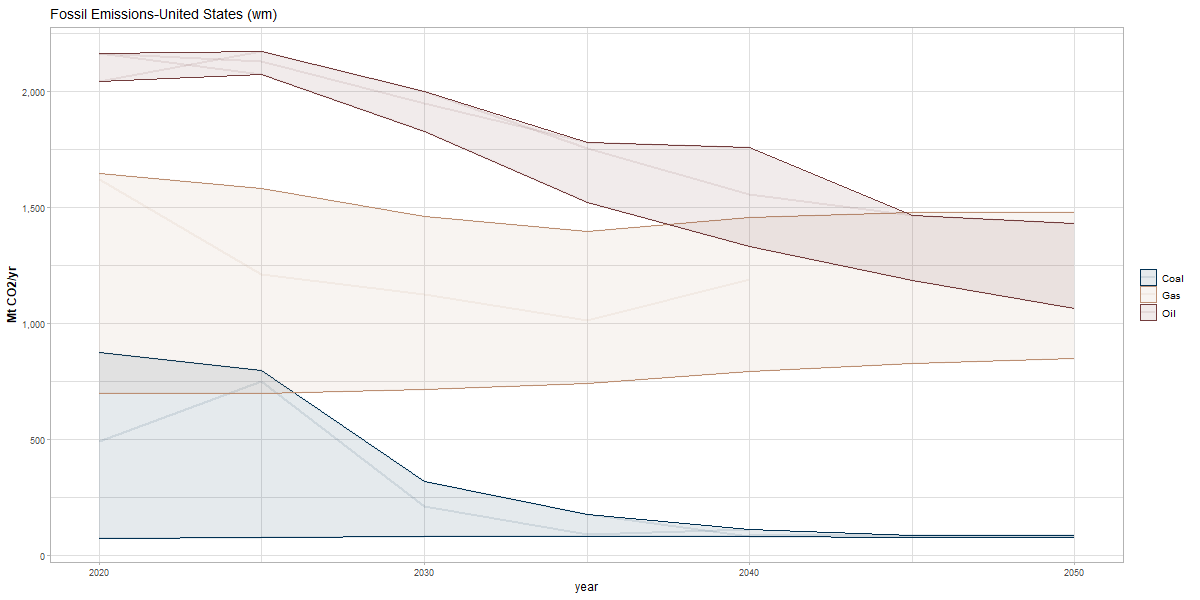 Fossil Emissions-United States (wm)
Mt CO2/yr
2,000
1,500
1,000
500
0
2020
2030
2040
2050
year
Coal
Gas
Oil